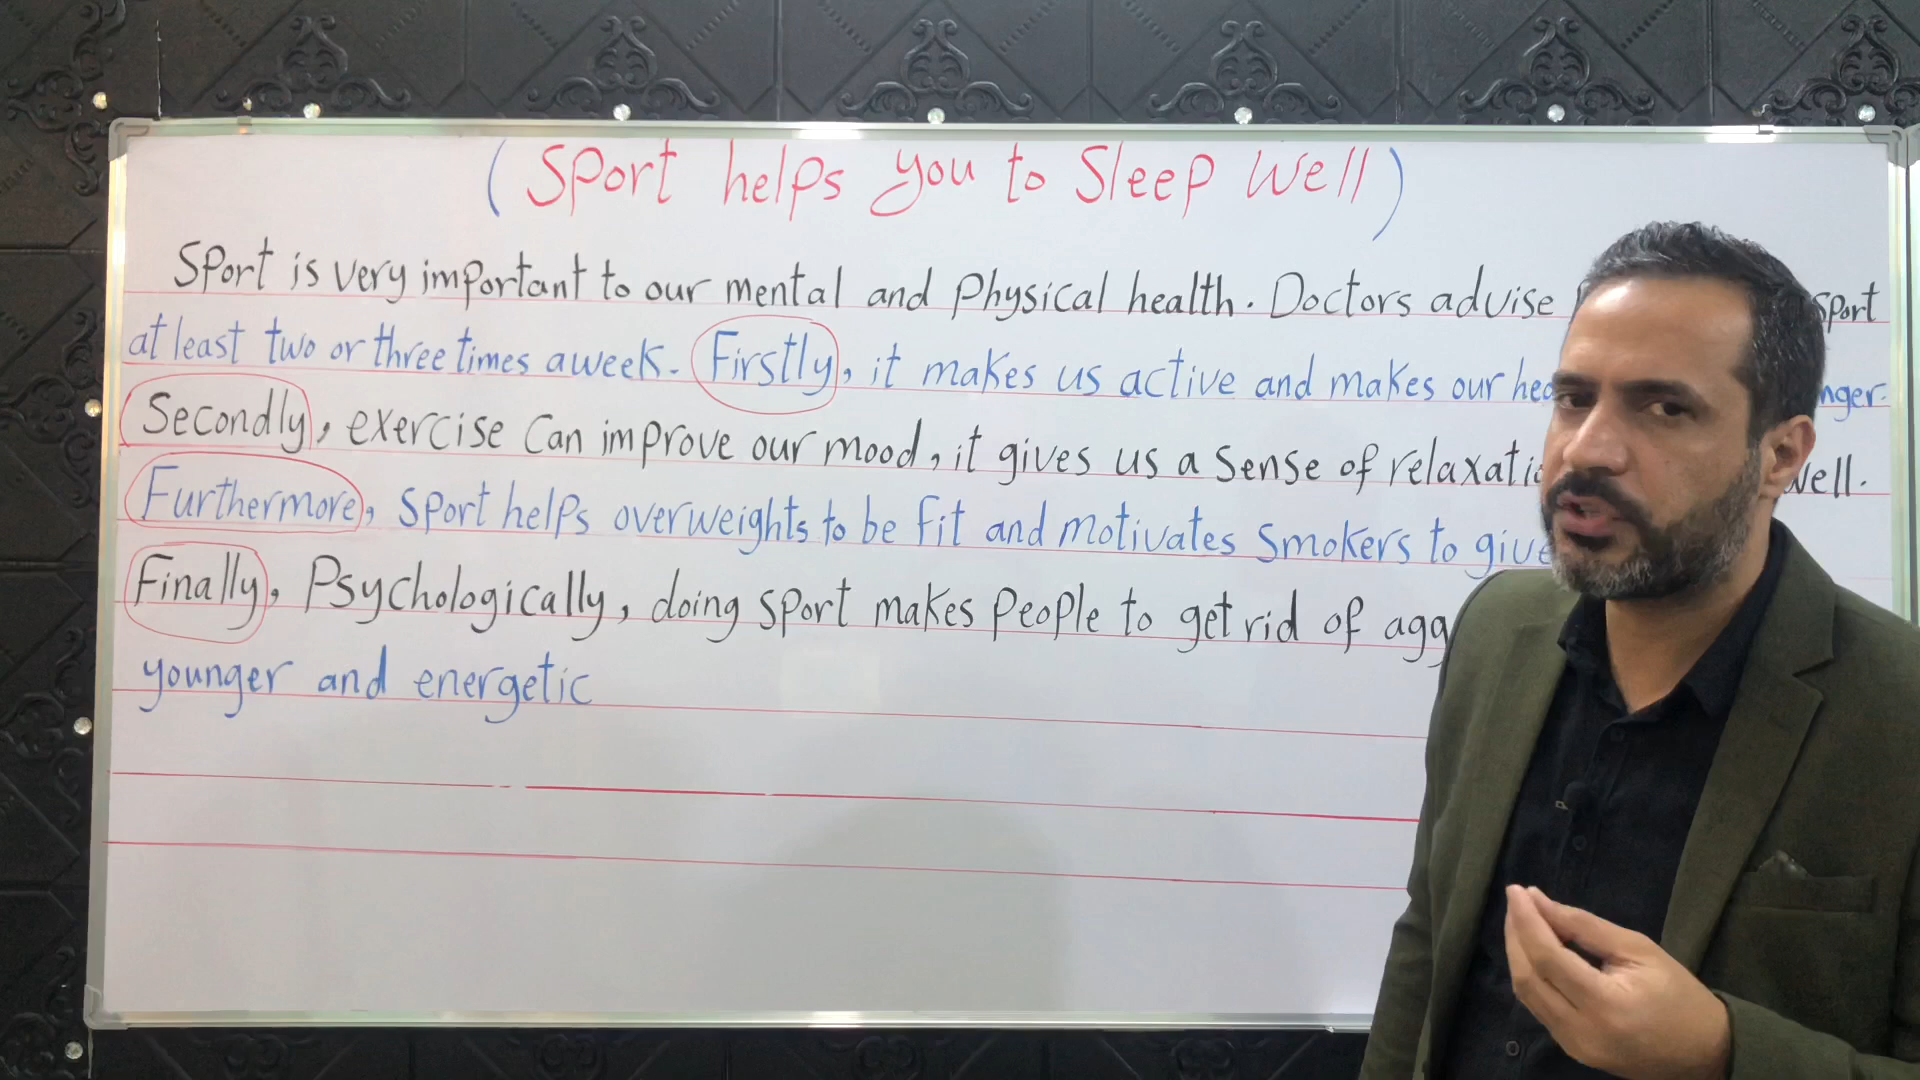 ( Sport helps you to Sleep Well )
Sport is very important to our mental and physical health. Doctors advise sport
at least two or three times a week. Firstly, it makes us active and makes our
Secondly, exercise can improve our mood, it gives us a sense of well.
Furthermore, sport helps overweights to be fit and motivates smokers to give
Finally, Psychologically, doing sport makes people to get rid of
younger and energetic